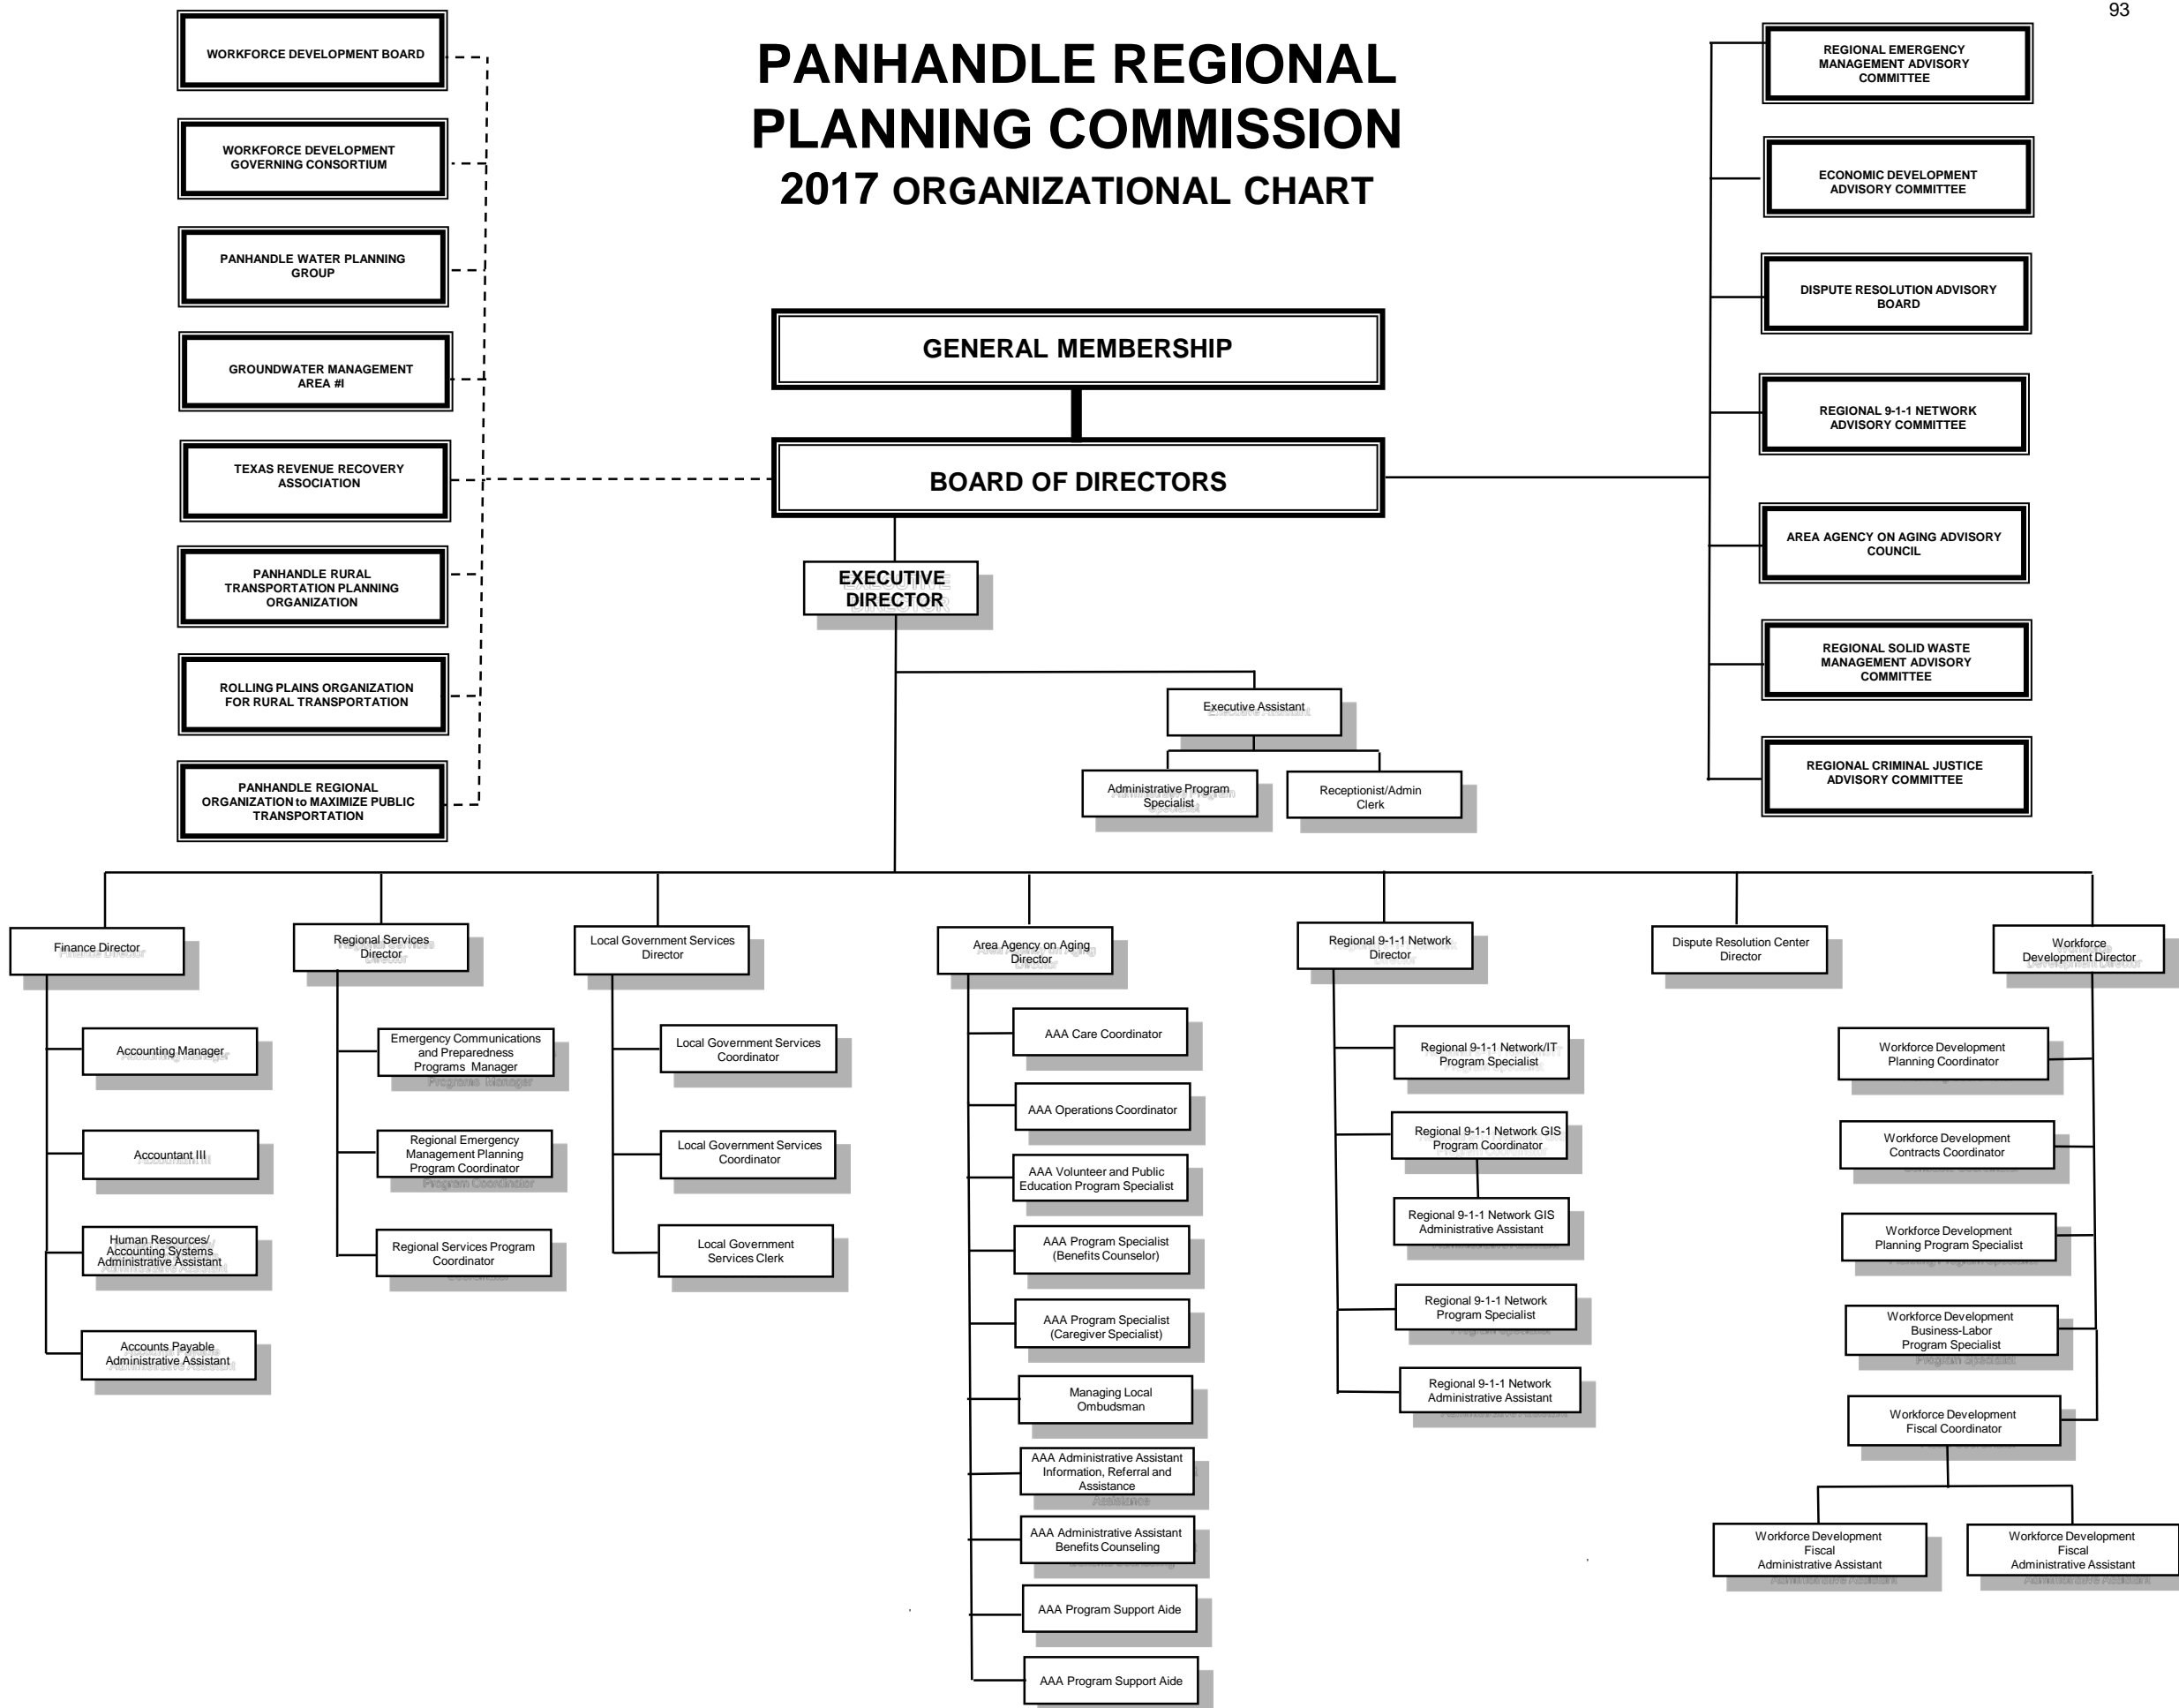 93
PANHANDLE REGIONAL
PLANNING COMMISSION
2017 ORGANIZATIONAL CHART
WORKFORCE DEVELOPMENT BOARD
WORKFORCE DEVELOPMENT
GOVERNING CONSORTIUM
PANHANDLE WATER PLANNING
GROUP
GROUNDWATER MANAGEMENT
AREA #I
TEXAS REVENUE RECOVERY
ASSOCIATION
PANHANDLE RURAL
TRANSPORTATION PLANNING
ORGANIZATION
ROLLING PLAINS ORGANIZATION
FOR RURAL TRANSPORTATION
PANHANDLE REGIONAL
ORGANIZATION to MAXIMIZE PUBLIC
TRANSPORTATION
GENERAL MEMBERSHIP
BOARD OF DIRECTORS
EXECUTIVE
DIRECTOR
Executive Assistant
Administrative Program
Specialist
Receptionist/Admin
Clerk
REGIONAL EMERGENCY
MANAGEMENT ADVISORY
COMMITTEE
ECONOMIC DEVELOPMENT
ADVISORY COMMITTEE
DISPUTE RESOLUTION ADVISORY
BOARD
REGIONAL 9-1-1 NETWORK
ADVISORY COMMITTEE
AREA AGENCY ON AGING ADVISORY
COUNCIL
REGIONAL SOLID WASTE
MANAGEMENT ADVISORY
COMMITTEE
REGIONAL CRIMINAL JUSTICE
ADVISORY COMMITTEE
Finance Director
Accounting Manager
Accountant III
Human Resources/
Accounting Systems
Administrative Assistant
Accounts Payable
Administrative Assistant
Regional Services
Director
Emergency Communications
and Preparedness
Programs Manager
Regional Emergency
Management Planning
Program Coordinator
Regional Services Program
Coordinator
Local Government Services
Director
Local Government Services
Coordinator
Local Government Services
Coordinator
Local Government
Services Clerk
Area Agency on Aging
Director
AAA Care Coordinator
AAA Operations Coordinator
AAA Volunteer and Public
Education Program Specialist
AAA Program Specialist
(Benefits Counselor)
AAA Program Specialist
(Caregiver Specialist)
Managing Local
Ombudsman
AAA Administrative Assistant
Information, Referral and
Assistance
AAA Administrative Assistant
Benefits Counseling
AAA Program Support Aide
AAA Program Support Aide
Regional 9-1-1 Network
Director
Regional 9-1-1 Network/IT
Program Specialist
Regional 9-1-1 Network GIS
Program Coordinator
Regional 9-1-1 Network GIS
Administrative Assistant
Regional 9-1-1 Network
Program Specialist
Regional 9-1-1 Network
Administrative Assistant
Dispute Resolution Center
Director
Workforce
Development Director
Workforce Development
Planning Coordinator
Workforce Development
Contracts Coordinator
Workforce Development
Planning Program Specialist
Workforce Development
Business-Labor
Program Specialist
Workforce Development
Fiscal Coordinator
Workforce Development
Fiscal
Administrative Assistant
Workforce Development
Fiscal
Administrative Assistant